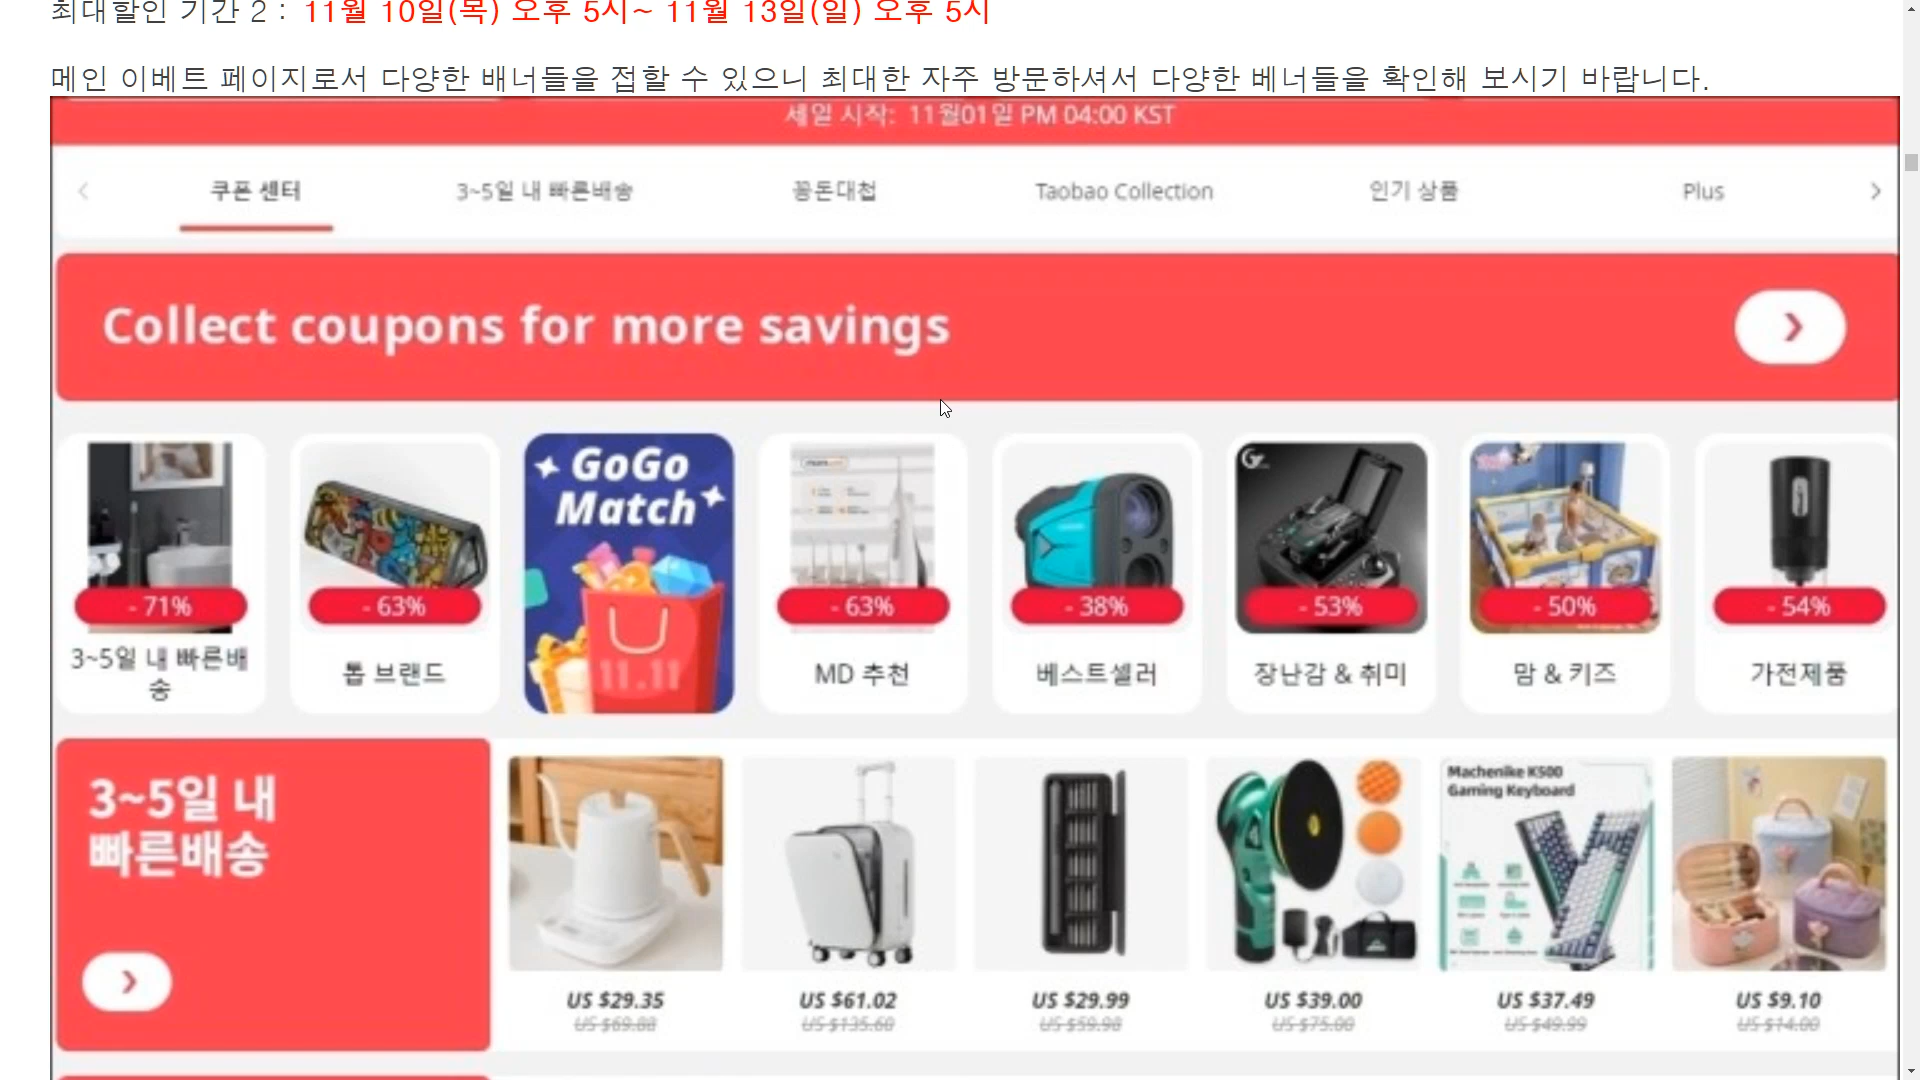 최대할인 기간 2 : 11월 10일(목) 오후 5시~ 11월 13일(일) 오후 5시
메인 이베트 페이지로서 다양한 배너들을 접할 수 있으니 최대한 자주 방문하셔서 다양한 베너들을 확인해 보시기 바랍니다.
세일 시작: 11월01일 PM 04:00 KST
쿠폰 센터 3~5일 내 빠른배송 꽁돈대첩 Taobao Collection 인기 상품 Plus
Collect coupons for more savings
GoGo
Match
11.11
- 71% - 63% - 63% - 38% - 53% - 50% - 54%
3~5일 내 빠른배
송
톱 브랜드 MD 추천 베스트셀러 장난감 & 취미 맘 & 키즈 가전제품
3~5일 내
빠른배송
Machenike K500
Gaming Keyboard
US $29.35 US $61.02 US $29.99 US $39.00 US $37.49 US $9.10
US $69.88 US $135.60 US $59.98 US $75.00 US $49.99 US $14.00